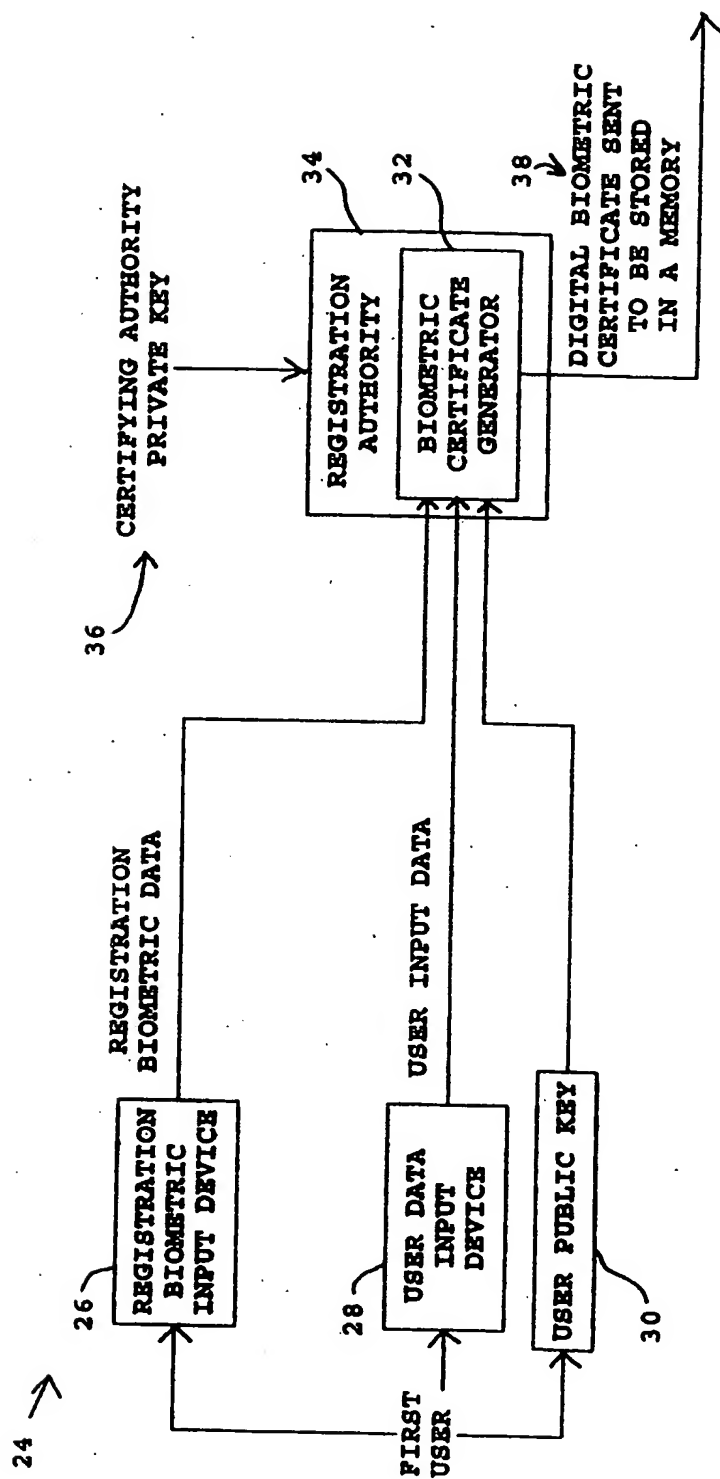 24
FIRST
USER
26
REGISTRATION
BIOMETRIC
INPUT DEVICE
REGISTRATION
BIOMETRIC DATA
28
USER DATA
INPUT
DEVICE
USER INPUT DATA
USER PUBLIC KEY
30
36
CERTIFYING AUTHORITY
PRIVATE KEY
34
REGISTRATION
AUTHORITY
32
BIOMETRIC
CERTIFICATE
GENERATOR
38
DIGITAL BIOMETRIC
CERTIFICATE SENT
TO BE STORED
IN A MEMORY